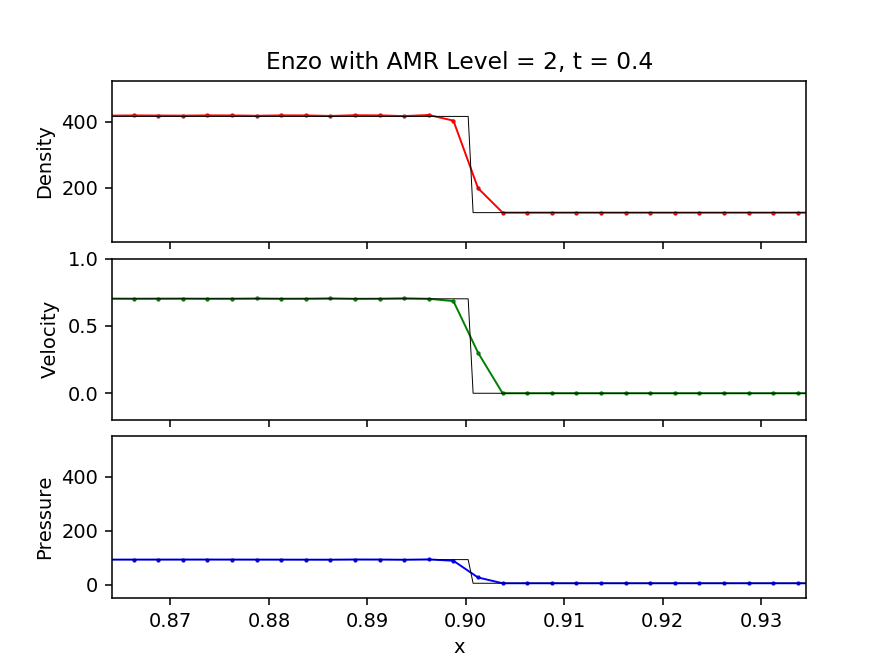 Enzo with AMR Level = 2, t = 0.4
Density
400
200
Velocity
1.0
0.5
0.0
Pressure
400
200
0
0.87 0.88 0.89 0.90 0.91 0.92 0.93
x